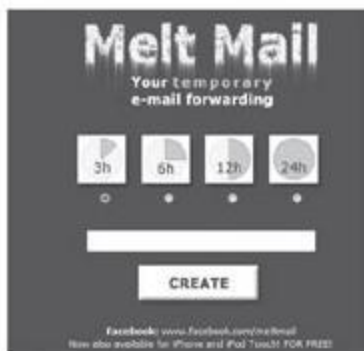 Melt Mail
Your temporary
e-mail forwarding
3h 6h 12h 24h
CREATE
Facebook: www.facebook.com/meltmail
Now also available for iPhone and iPod Touch! FOR FREE!